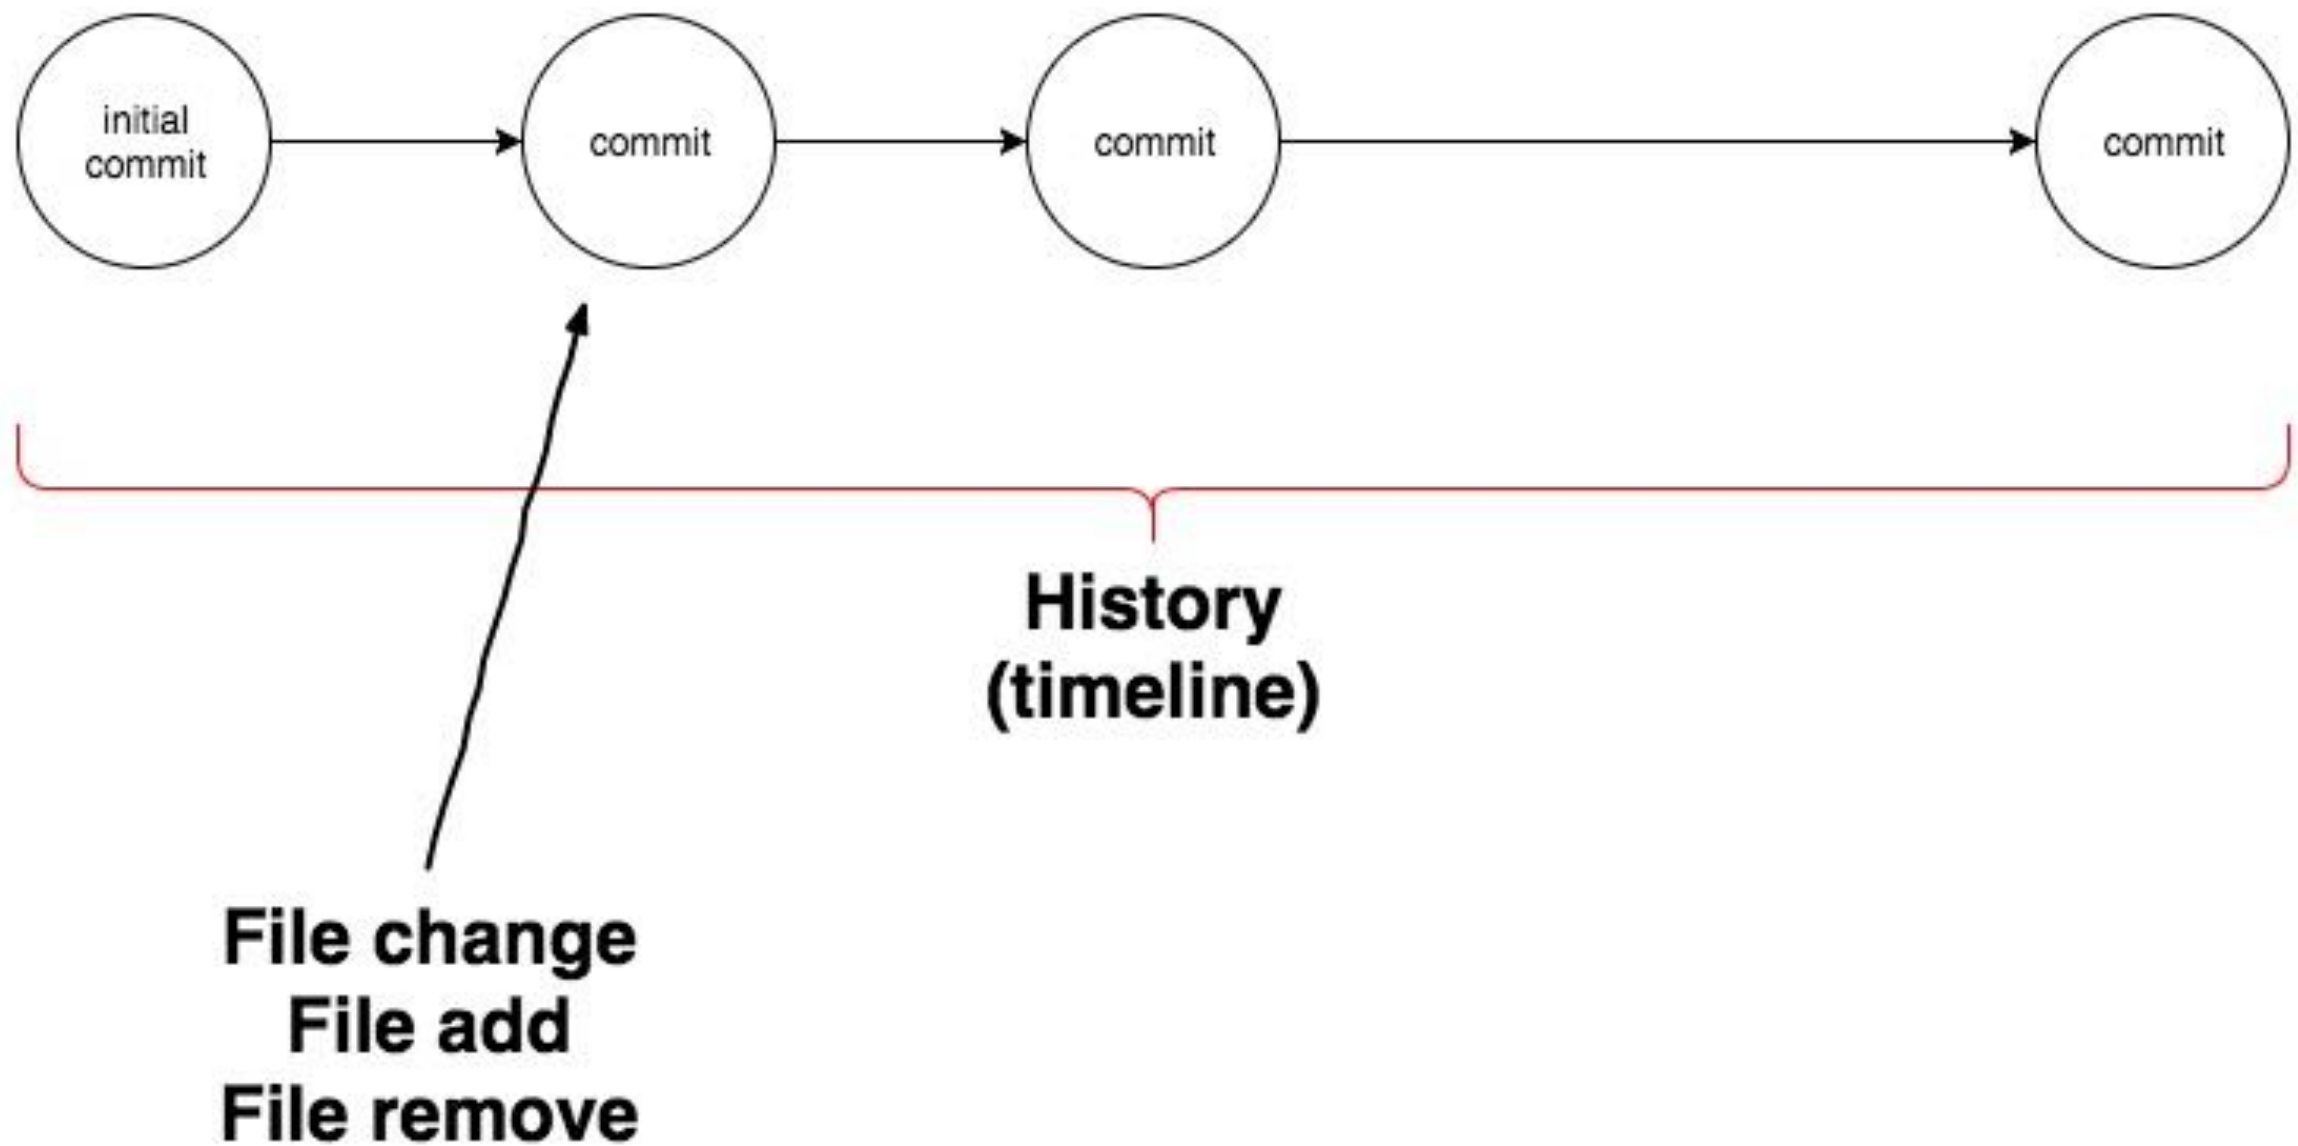 initial
commit
commit
commit
commit
History
(timeline)
File change
File add
File remove